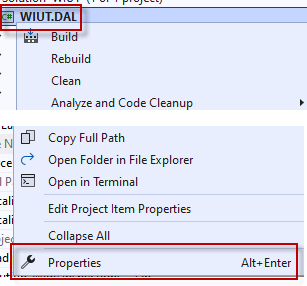 C# WIUT.DAL
Build
Rebuild
Clean
Analyze and Code Cleanup
Copy Full Path
Open Folder in File Explorer
Open in Terminal
Edit Project Item Properties
Collapse All
Properties Alt+Enter